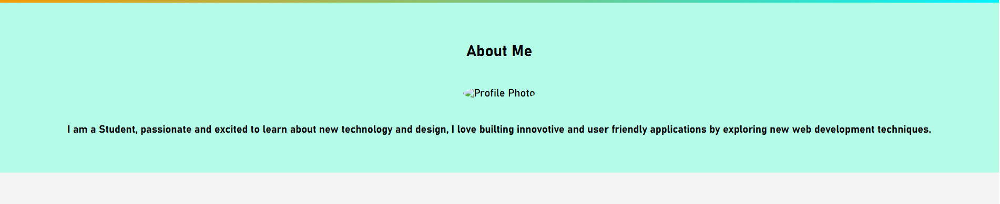 About Me
Profile Photo
I am a Student, passionate and excited to learn about new technology and design, I love builting innovotive and user friendly applications by exploring new web development techniques.